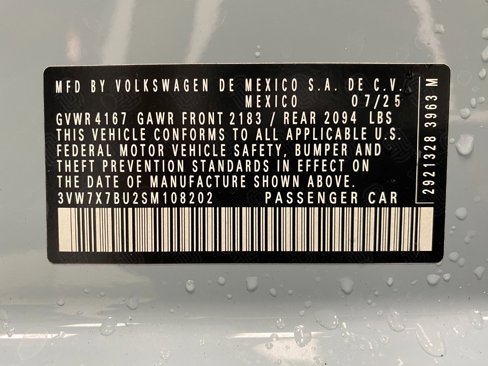 MFD BY VOLKSWAGEN DE MEXICO S.A. DE C.V.
MEXICO 07/25
GVWR 4167 GAWR FRONT 2183 / REAR 2094 LBS
THIS VEHICLE CONFORMS TO ALL APPLICABLE U.S.
FEDERAL MOTOR VEHICLE SAFETY, BUMPER AND
THEFT PREVENTION STANDARDS IN EFFECT ON
THE DATE OF MANUFACTURE SHOWN ABOVE.
3VW7X7BU2SM108202 PASSENGER CAR
2921328 3963 M